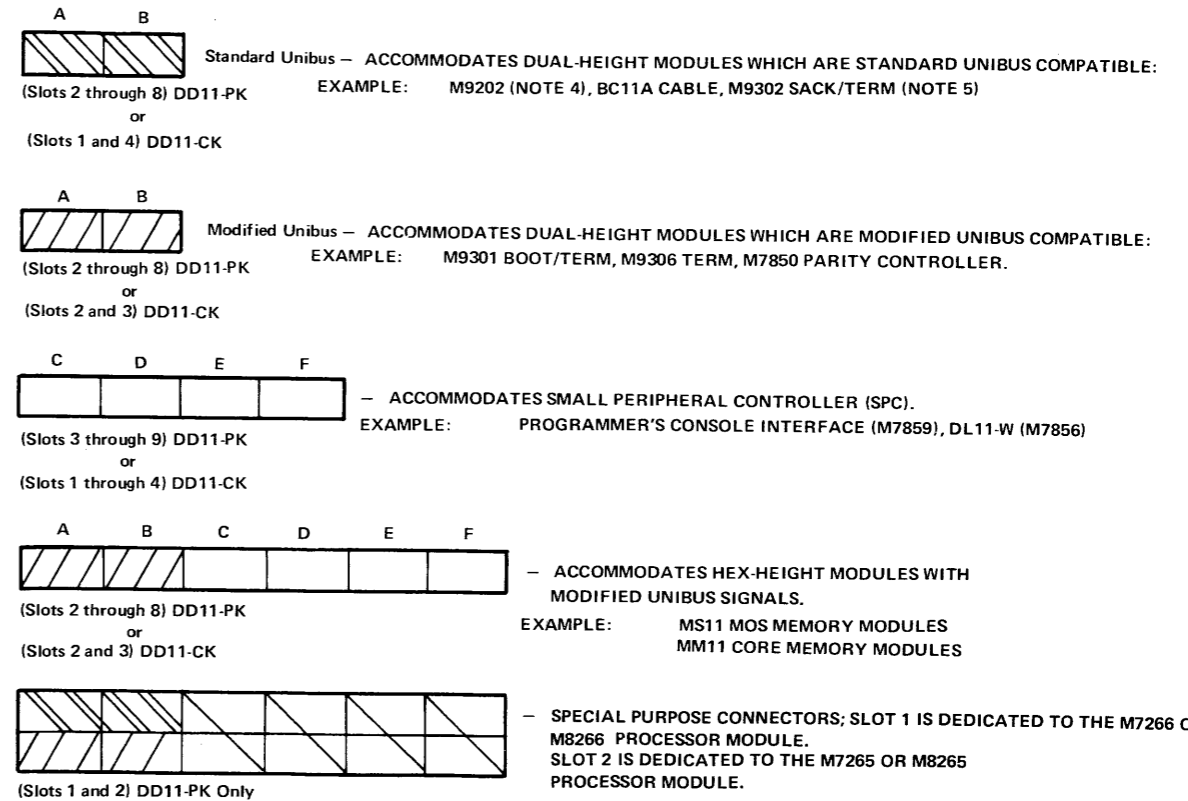 A B
Standard Unibus — ACCOMMODATES DUAL-HEIGHT MODULES WHICH ARE STANDARD UNIBUS COMPATIBLE:
(Slots 2 through 8) DD11-PK EXAMPLE: M9202 (NOTE 4), BC11A CABLE, M9302 SACK/TERM (NOTE 5)
or
(Slots 1 and 4) DD11-CK
A B
Modified Unibus — ACCOMMODATES DUAL-HEIGHT MODULES WHICH ARE MODIFIED UNIBUS COMPATIBLE:
(Slots 2 through 8) DD11-PK EXAMPLE: M9301 BOOT/TERM, M9306 TERM, M7850 PARITY CONTROLLER.
or
(Slots 2 and 3) DD11-CK
C D E F
— ACCOMMODATES SMALL PERIPHERAL CONTROLLER (SPC).
(Slots 3 through 9) DD11-PK EXAMPLE: PROGRAMMER'S CONSOLE INTERFACE (M7859), DL11-W (M7856)
or
(Slots 1 through 4) DD11-CK
A B C D E F
— ACCOMMODATES HEX-HEIGHT MODULES WITH
MODIFIED UNIBUS SIGNALS.
(Slots 2 through 8) DD11-PK EXAMPLE: MS11 MOS MEMORY MODULES
or
(Slots 2 and 3) DD11-CK MM11 CORE MEMORY MODULES
— SPECIAL PURPOSE CONNECTORS; SLOT 1 IS DEDICATED TO THE M7266
M8266 PROCESSOR MODULE.
SLOT 2 IS DEDICATED TO THE M7265 OR M8265
PROCESSOR MODULE.
(Slots 1 and 2) DD11-PK Only